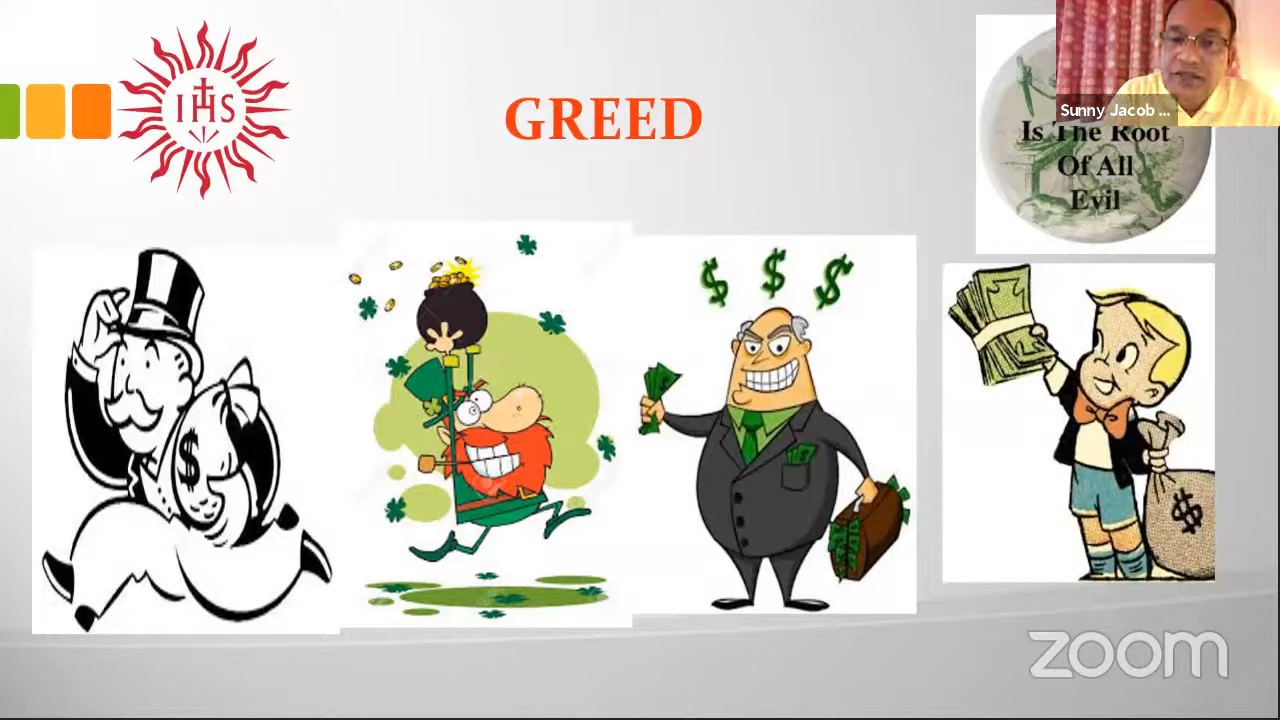 IHS
GREED
Sunny Jacob ...
Is The Root
Of All
Evil
$ $ $
$
$
zoom